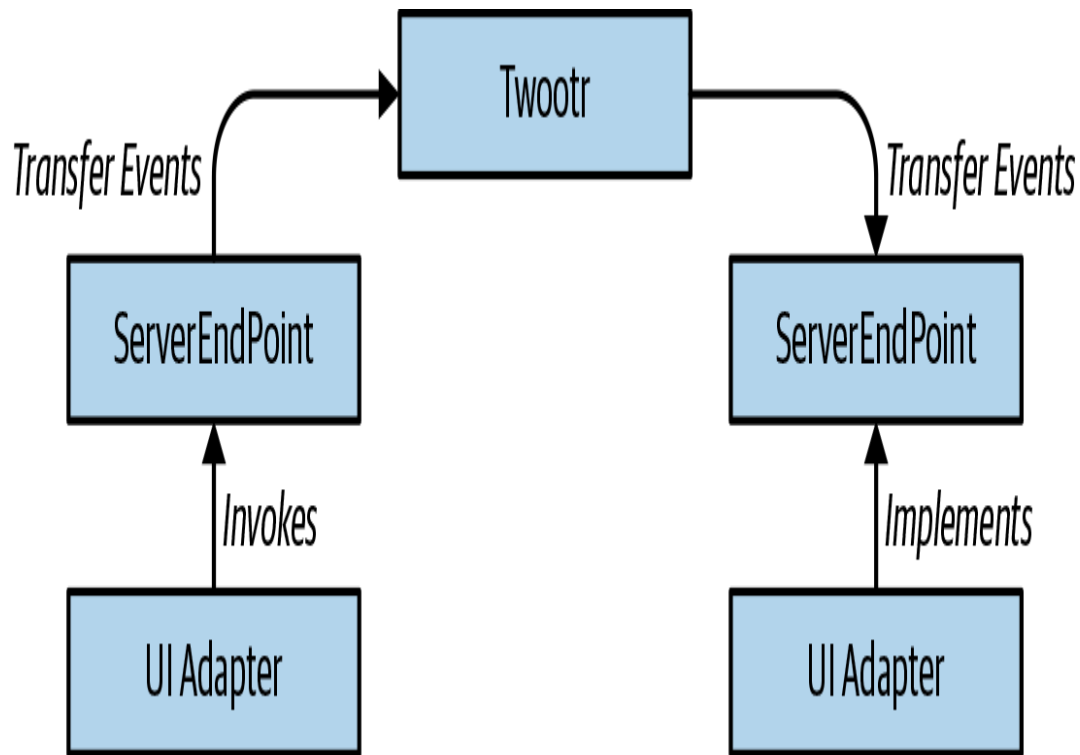 Twootr
Transfer Events
Transfer Events
ServerEndPoint
ServerEndPoint
Invokes
Implements
UI Adapter
UI Adapter